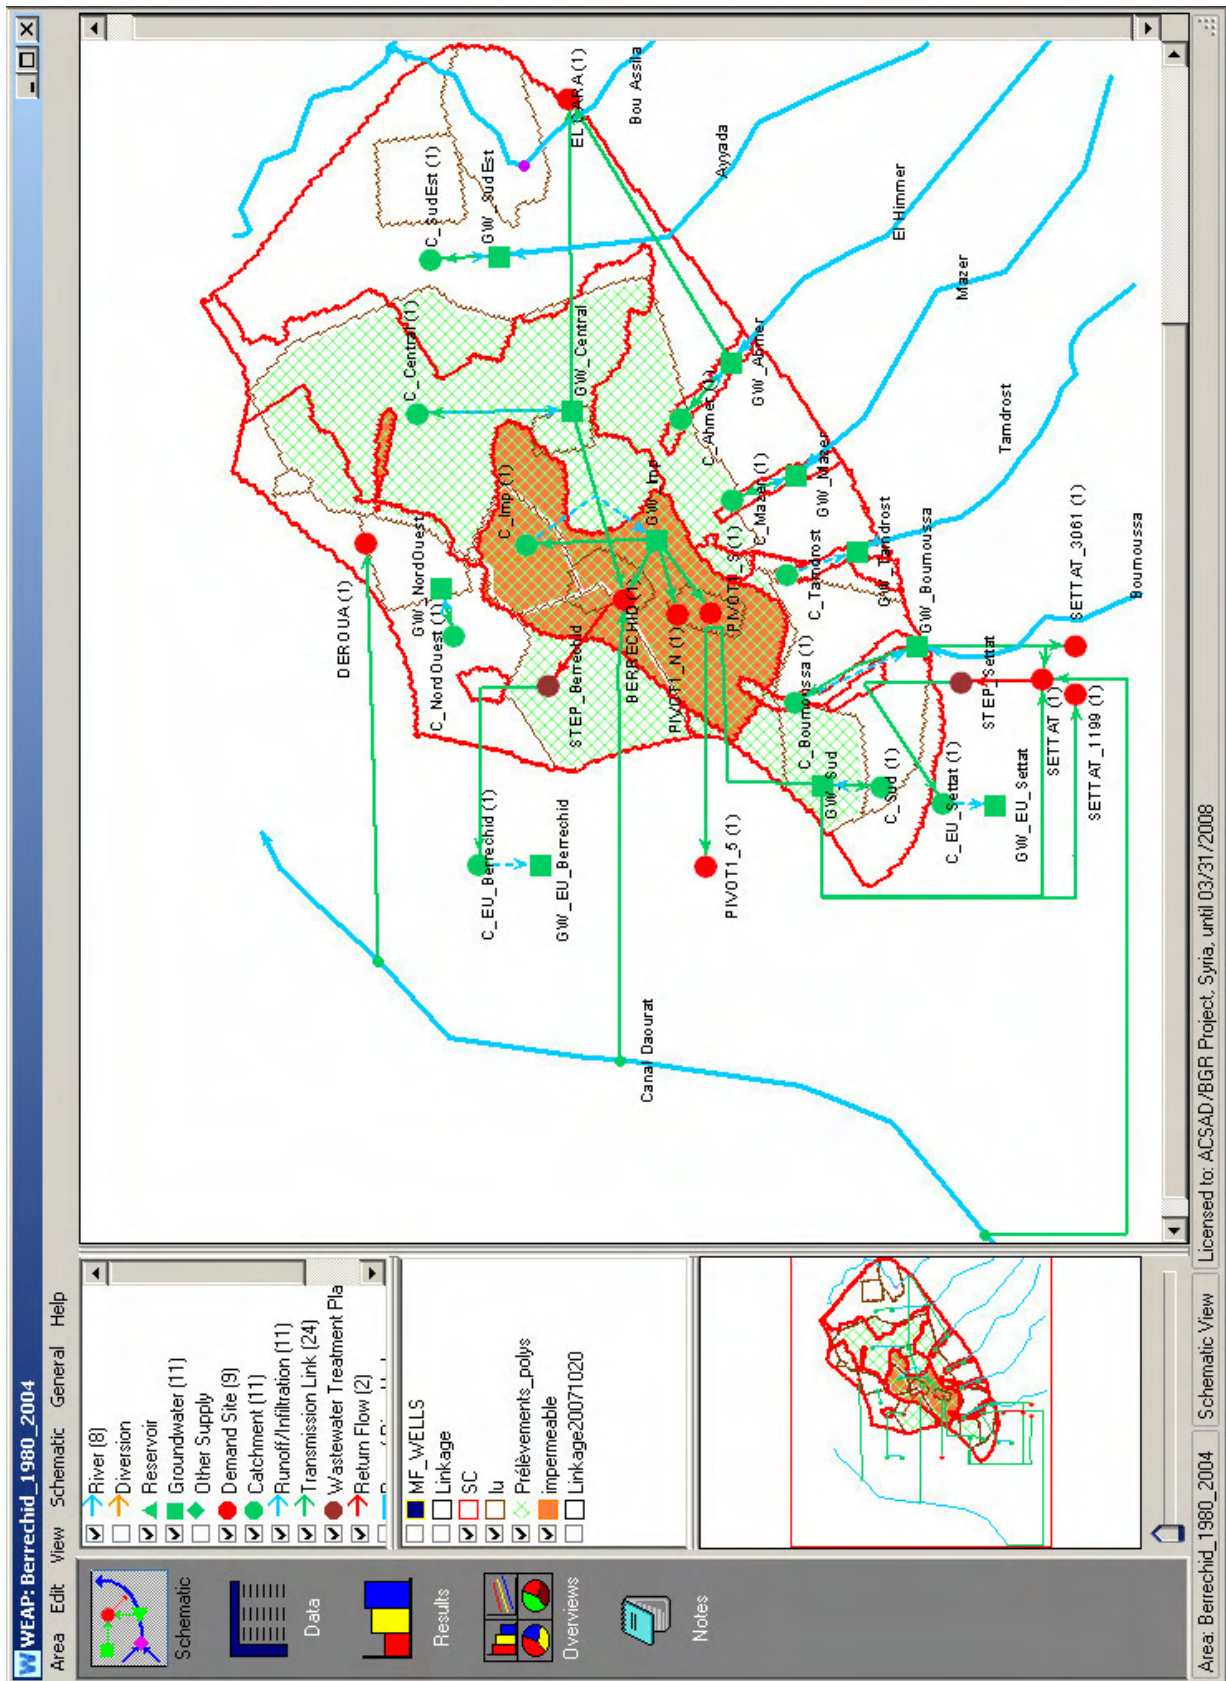 WEAP: Berrechid_1980_2004
Area Edit View Schematic General Help
Schematic
Data
Results
Overviews
Notes
River (8)
Diversion
Reservoir
Groundwater (11)
Other Supply
Demand Site (9)
Catchment (11)
Runoff/Infiltration (11)
Transmission Link (24)
Wastewater Treatment Pla
Return Flow (2)
MF_WELLS
Linkage
SC
lu
Prélèvements_polys
impermeable
Linkage20071020
DEROUA (1)
C_NordOuest (1)
GW_NordOuest
C_Central (1)
C_SudEst (1)
GW_SudEst
EL GARA (1)
Bou Assila
Ayyada
El Himmer
Mazer
Tamdrost
Boumoussa
C_EU_Berrechid (1)
GW_EU_Berrechid
STEP_Berrechid
BERRECHID (1)
C_Imp (1)
GW_Imp
GW_Central
C_Ahmer (1)
GW_Ahmer
C_Mazer (1)
GW_Mazer
PIVOT1_N (1)
PIVOT1_S (1)
PIVOT1_5 (1)
C_Tamdrost
GW_Tamdrost
C_Boumoussa (1)
GW_Boumoussa
GW_Sud
C_Sud (1)
C_EU_Settat (1)
GW_EU_Settat
STEP_Settat
SETTAT (1)
SETTAT_1199 (1)
SETTAT_3061 (1)
Canal Daourat
Area: Berrechid_1980_2004 Schematic View Licensed to: ACSAD/BGR Project, Syria, until 03/31/2008